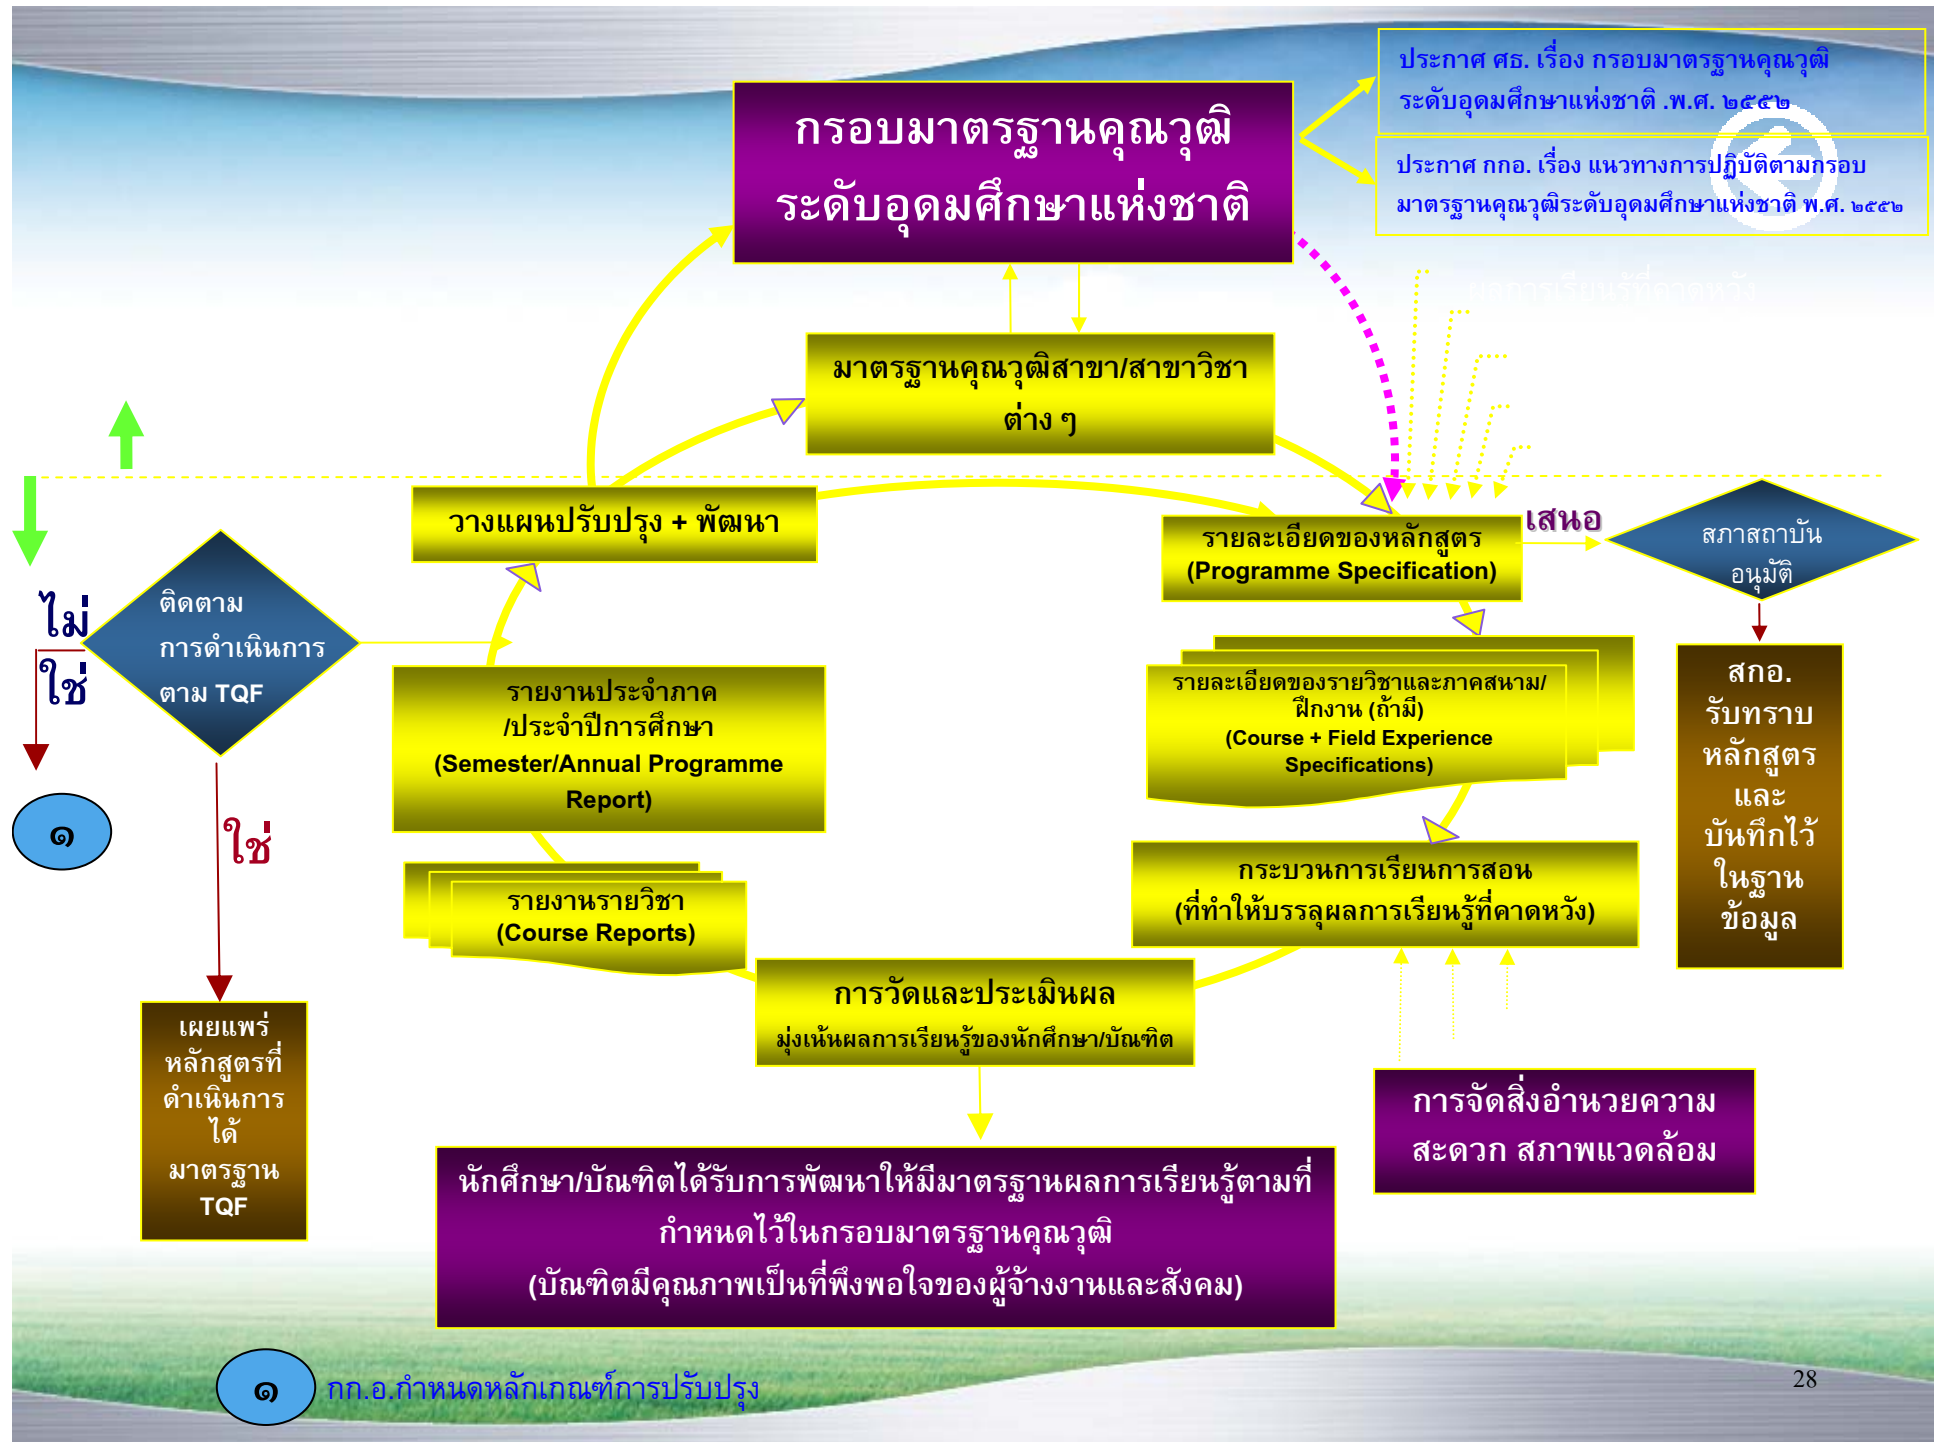 ประกาศ ศธ. เรื่อง กรอบมาตรฐานคุณวุฒิ
ระดับอุดมศึกษาแห่งชาติ .พ.ศ. ๒๕๕๒
กรอบมาตรฐานคุณวุฒิ
ระดับอุดมศึกษาแห่งชาติ
ประกาศ กกอ. เรื่อง แนวทางการปฏิบัติตามกรอบ
มาตรฐานคุณวุฒิระดับอุดมศึกษาแห่งชาติ พ.ศ. ๒๕๕๒
ผลการเรียนรู้ที่คาดหวัง
มาตรฐานคุณวุฒิสาขา/สาขาวิชา
ต่าง ๆ
วางแผนปรับปรุง + พัฒนา
รายละเอียดของหลักสูตร
(Programme Specification)
เสนอ
สภาสถาบัน
อนุมัติ
ไม่
ใช่
ติดตาม
การดำเนินการ
ตาม TQF
รายงานประจำภาค
/ประจำปีการศึกษา
(Semester/Annual Programme
Report)
รายละเอียดของรายวิชาและภาคสนาม/
ฝึกงาน (ถ้ามี)
(Course + Field Experience
Specifications)
สกอ.
รับทราบ
หลักสูตร
และ
บันทึกไว้
ในฐาน
ข้อมูล
๑
ใช่
รายงานรายวิชา
(Course Reports)
กระบวนการเรียนการสอน
(ที่ทำให้บรรลุผลการเรียนรู้ที่คาดหวัง)
การวัดและประเมินผล
มุ่งเน้นผลการเรียนรู้ของนักศึกษา/บัณฑิต
เผยแพร่
หลักสูตรที่
ดำเนินการ
ได้
มาตรฐาน
TQF
การจัดสิ่งอำนวยความ
สะดวก สภาพแวดล้อม
นักศึกษา/บัณฑิตได้รับการพัฒนาให้มีมาตรฐานผลการเรียนรู้ตามที่
กำหนดไว้ในกรอบมาตรฐานคุณวุฒิ
(บัณฑิตมีคุณภาพเป็นที่พึงพอใจของผู้จ้างงานและสังคม)
๑ กก.อ.กำหนดหลักเกณฑ์การปรับปรุง
28